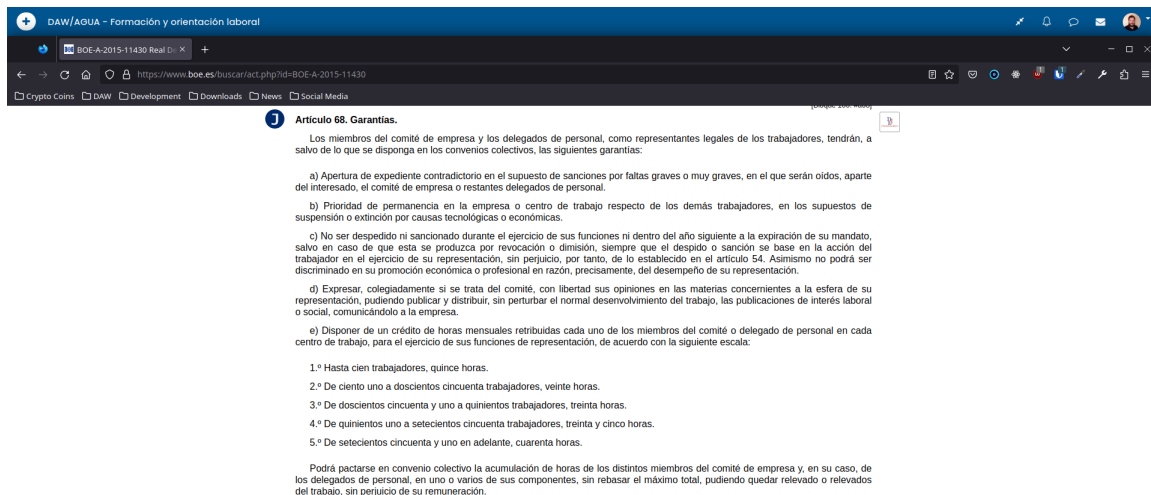 DAW/AGUA - Formación y orientación laboral
BOE-A-2015-11430 Real De
https://www.boe.es/buscar/act.php?id=BOE-A-2015-11430
Crypto Coins DAW Development Downloads News Social Media
Artículo 68. Garantías.
Los miembros del comité de empresa y los delegados de personal, como representantes legales de los trabajadores, tendrán, a
salvo de lo que se disponga en los convenios colectivos, las siguientes garantías:
a) Apertura de expediente contradictorio en el supuesto de sanciones por faltas graves o muy graves, en el que serán oídos, aparte
del interesado, el comité de empresa o restantes delegados de personal.
b) Prioridad de permanencia en la empresa o centro de trabajo respecto de los demás trabajadores, en los supuestos de
suspensión o extinción por causas tecnológicas o económicas.
c) No ser despedido ni sancionado durante el ejercicio de sus funciones ni dentro del año siguiente a la expiración de su mandato,
salvo en caso de que esta se produzca por revocación o dimisión, siempre que el despido o sanción se base en la acción del
trabajador en el ejercicio de su representación, sin perjuicio, por tanto, de lo establecido en el artículo 54. Asimismo no podrá ser
discriminado en su promoción económica o profesional en razón, precisamente, del desempeño de su representación.
d) Expresar, colegiadamente si se trata del comité, con libertad sus opiniones en las materias concernientes a la esfera de su
representación, pudiendo publicar y distribuir, sin perturbar el normal desenvolvimiento del trabajo, las publicaciones de interés laboral
o social, comunicándolo a la empresa.
e) Disponer de un crédito de horas mensuales retribuidas cada uno de los miembros del comité o delegado de personal en cada
centro de trabajo, para el ejercicio de sus funciones de representación, de acuerdo con la siguiente escala:
1.º Hasta cien trabajadores, quince horas.
2.º De ciento uno a doscientos cincuenta trabajadores, veinte horas.
3.º De doscientos cincuenta y uno a quinientos trabajadores, treinta horas.
4.º De quinientos uno a setecientos cincuenta trabajadores, treinta y cinco horas.
5.º De setecientos cincuenta y uno en adelante, cuarenta horas.
Podrá pactarse en convenio colectivo la acumulación de horas de los distintos miembros del comité de empresa y, en su caso, de
los delegados de personal, en uno o varios de sus componentes, sin rebasar el máximo total, pudiendo quedar relevado o relevados
del trabajo, sin perjuicio de su remuneración.